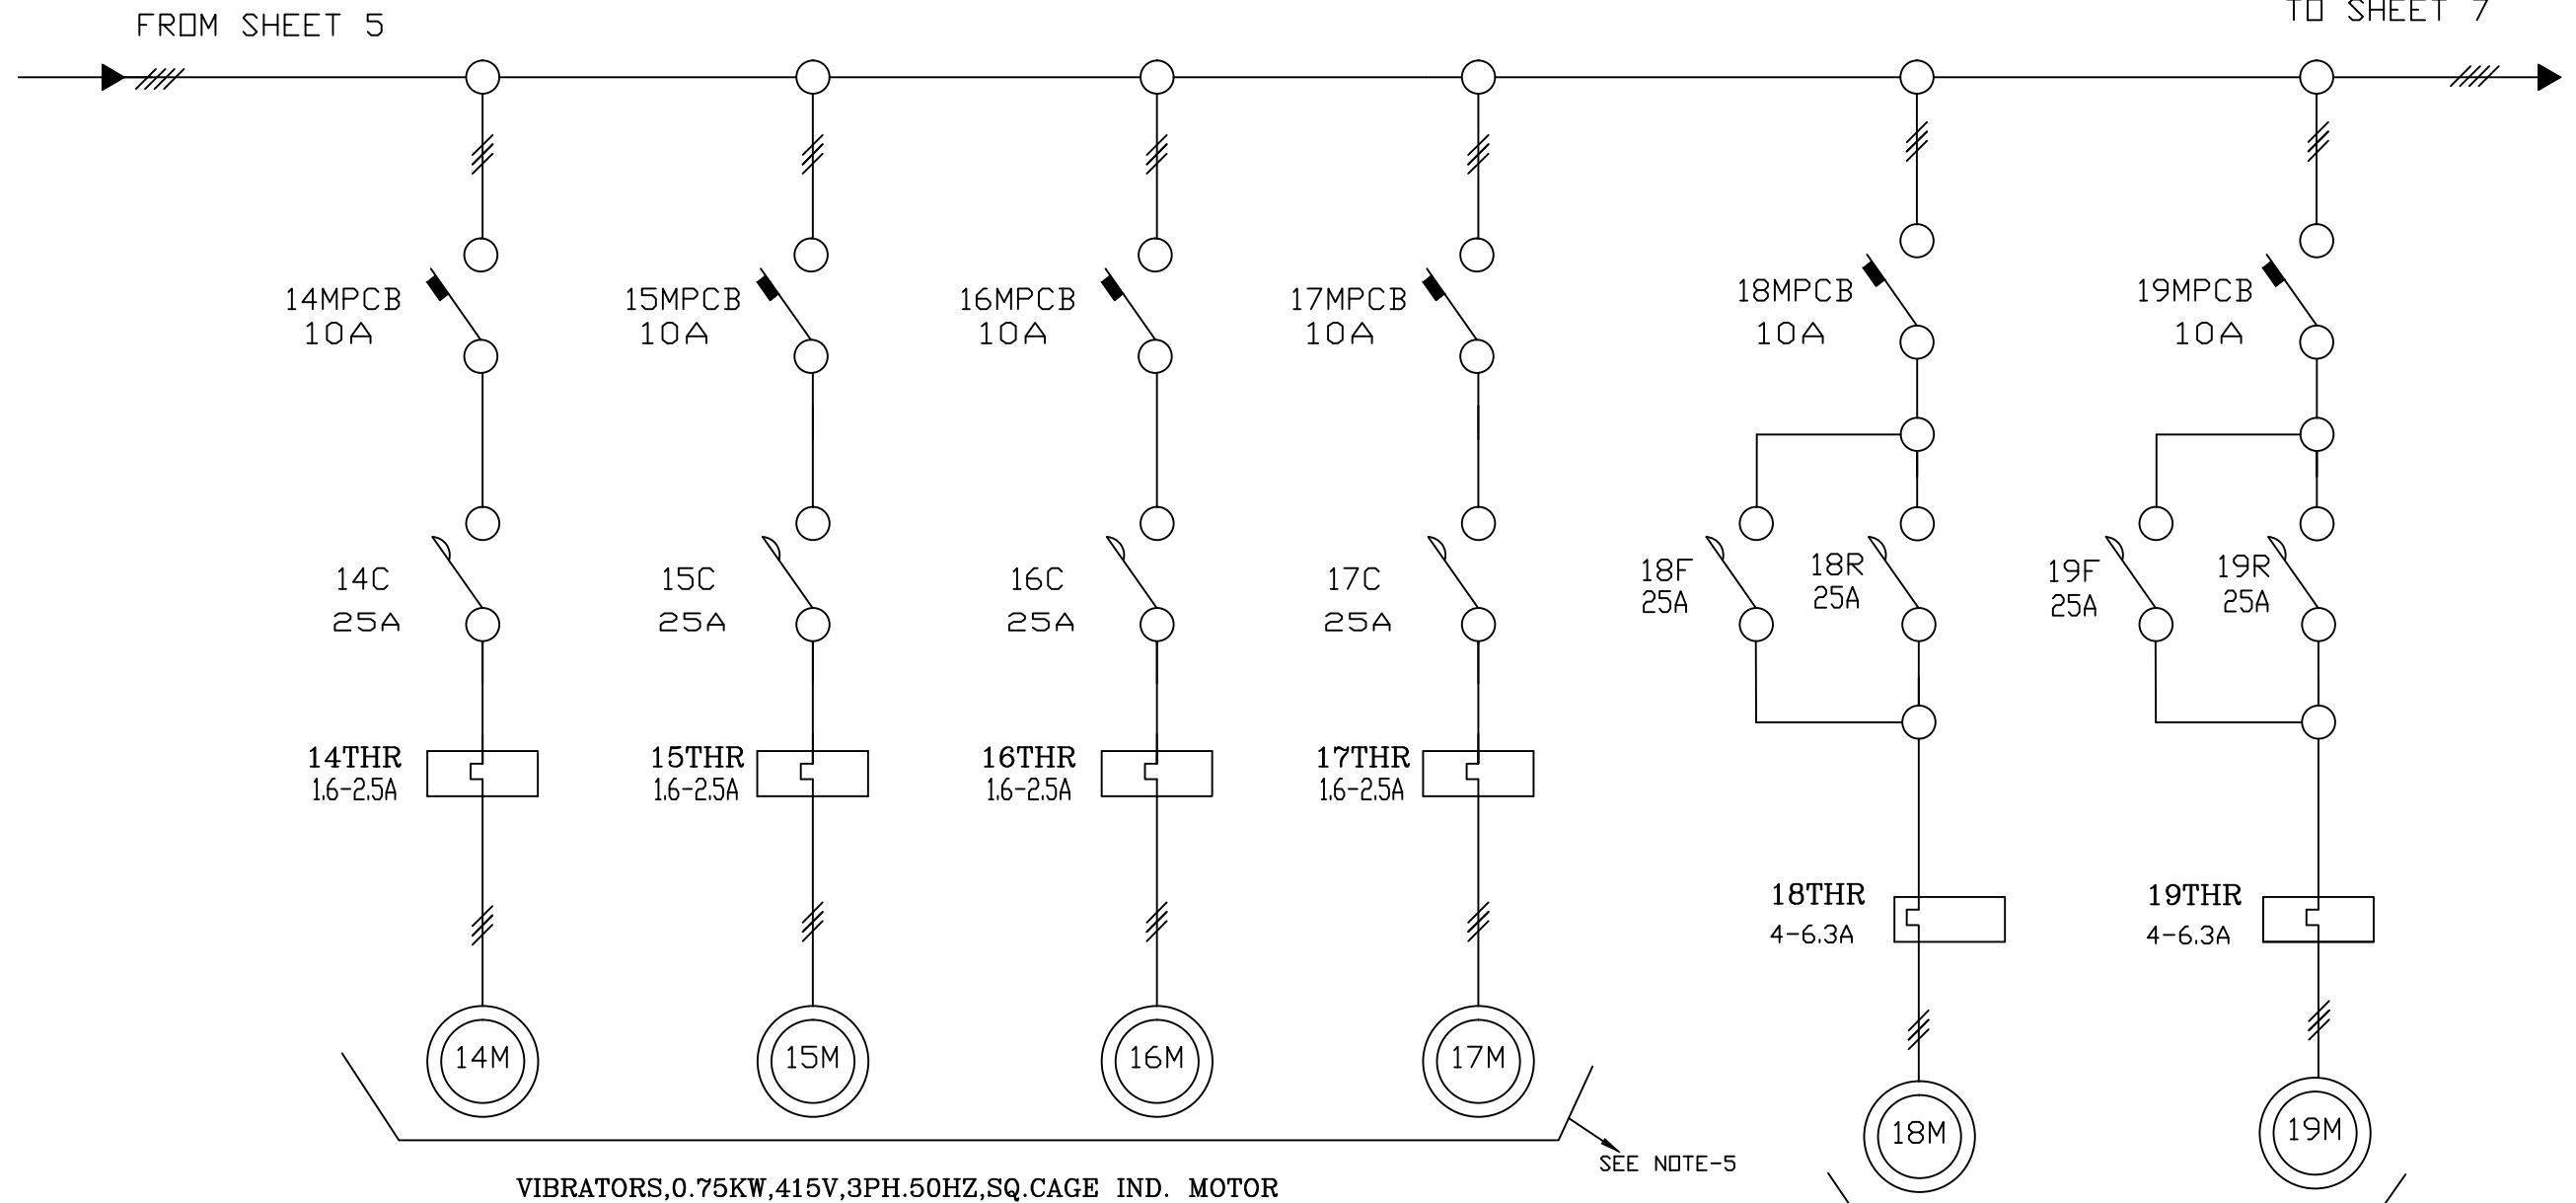 FROM SHEET 5
TO SHEET 7
14MPCB
10A
15MPCB
10A
16MPCB
10A
17MPCB
10A
18MPCB
10A
19MPCB
10A
14C
25A
15C
25A
16C
25A
17C
25A
18F
25A
18R
25A
19F
25A
19R
25A
14THR
1.6-2.5A
15THR
1.6-2.5A
16THR
1.6-2.5A
17THR
1.6-2.5A
18THR
4-6.3A
19THR
4-6.3A
14M
15M
16M
17M
18M
19M
SEE NOTE-5
VIBRATORS,0.75KW,415V,3PH.50HZ,SQ.CAGE IND. MOTOR